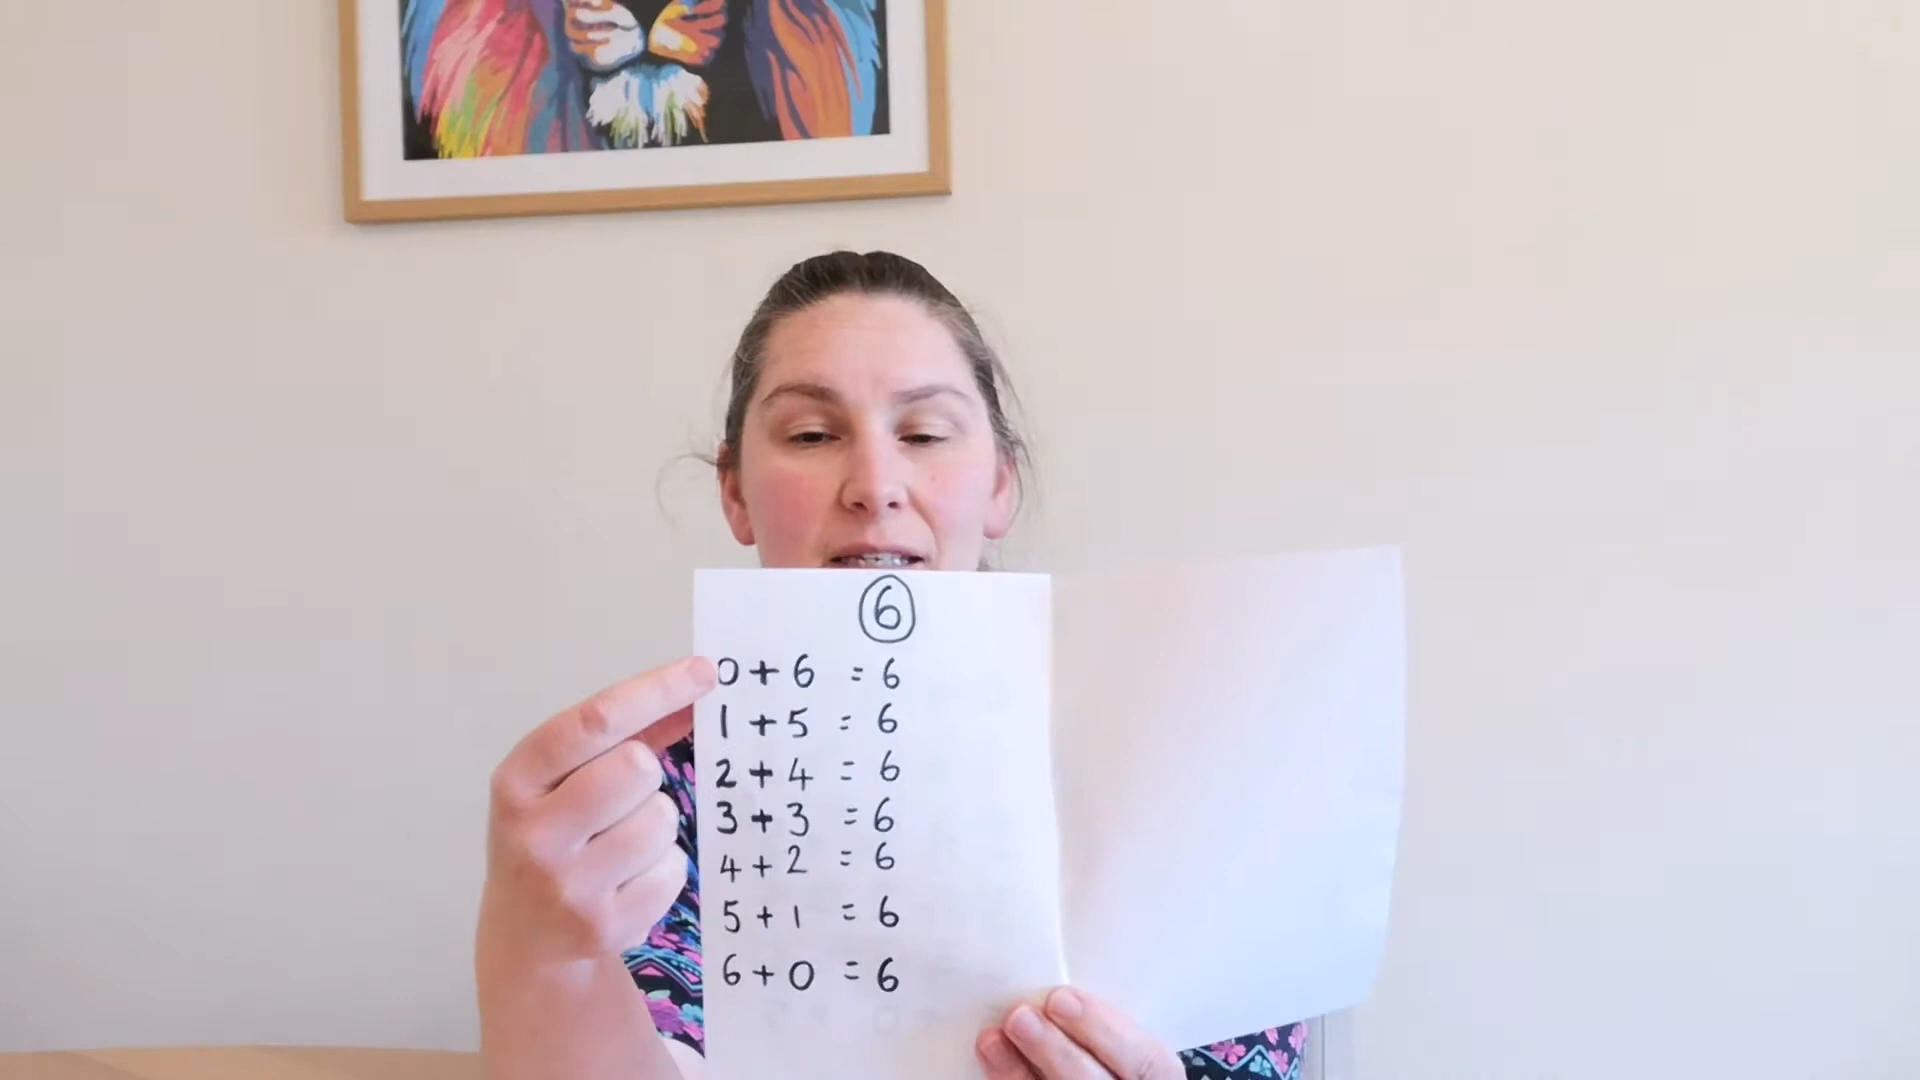 6
0 + 6 = 6
1 + 5 = 6
2 + 4 = 6
3 + 3 = 6
4 + 2 = 6
5 + 1 = 6
6 + 0 = 6